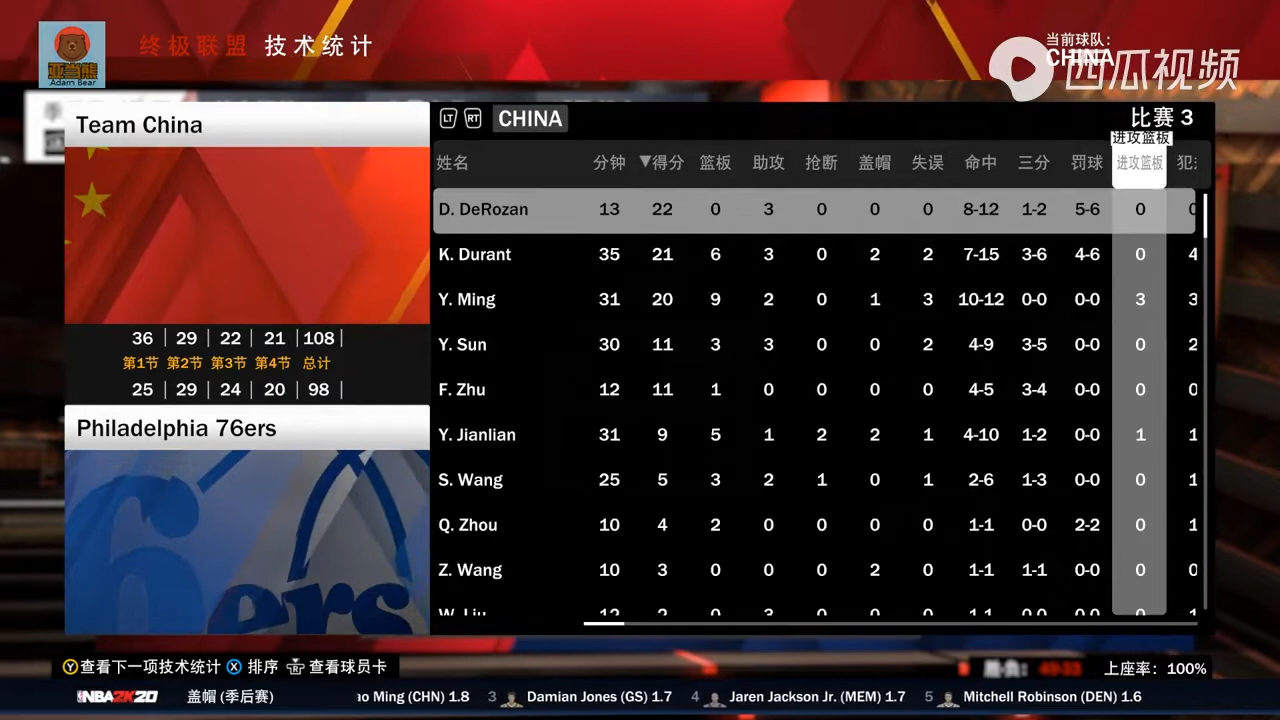 亚当熊
Adam Bear
终极联盟 技术统计
当前球队:
CHINA
西瓜视频
Team China
36 | 29 | 22 | 21 | 108 |
第1节 第2节 第3节 第4节 总计
25 | 29 | 24 | 20 | 98 |
Philadelphia 76ers
6ers
LT RT CHINA 比赛 3
进攻篮板
姓名 分钟 ▼得分 篮板 助攻 抢断 盖帽 失误 命中 三分 罚球 进攻篮板
D. DeRozan 13 22 0 3 0 0 0 8-12 1-2 5-6 0 0
K. Durant 35 21 6 3 0 2 2 7-15 3-6 4-6 0 4
Y. Ming 31 20 9 2 0 1 3 10-12 0-0 0-0 3 3
Y. Sun 30 11 3 3 0 0 2 4-9 3-5 0-0 0 2
F. Zhu 12 11 1 0 0 0 0 4-5 3-4 0-0 0 0
Y. Jianlian 31 9 5 1 2 2 1 4-10 1-2 0-0 1 1
S. Wang 25 5 3 2 1 0 1 2-6 1-3 0-0 0 1
Q. Zhou 10 4 2 0 0 0 0 1-1 0-0 2-2 0 1
Z. Wang 10 3 0 0 0 2 0 1-1 1-1 0-0 0 0
Y 查看下一项技术统计 X 排序 R 查看球员卡
胜-负: 49-33 上座率: 100%
NBA 2K20 盖帽 (季后赛) ao Ming (CHN) 1.8 3 Damian Jones (GS) 1.7 4 Jaren Jackson Jr. (MEM) 1.7 5 Mitchell Robinson (DEN) 1.6